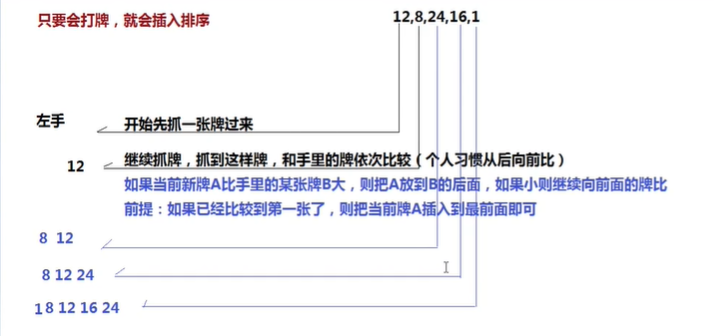 只要会打牌，就会插入排序
12,8,24,16,1
左手
开始先抓一张牌过来
12
继续抓牌，抓到这样牌，和手里的牌依次比较（个人习惯从后向前比）
如果当前新牌A比手里的某张牌B大，则把A放到B的后面，如果小则继续向前面的牌比
前提：如果已经比较到第一张了，则把当前牌A插入到最前面即可
8 12
8 12 24
1 8 12 16 24